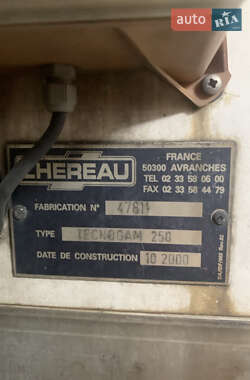 auto RIA
CHEREAU
FRANCE
50300 AVRANCHES
TEL 02 33 58 06 00
FAX 02 33 58 44 79
FABRICATION N° 47811
TYPE TECNOGAM 250
DATE DE CONSTRUCTION 10 2000